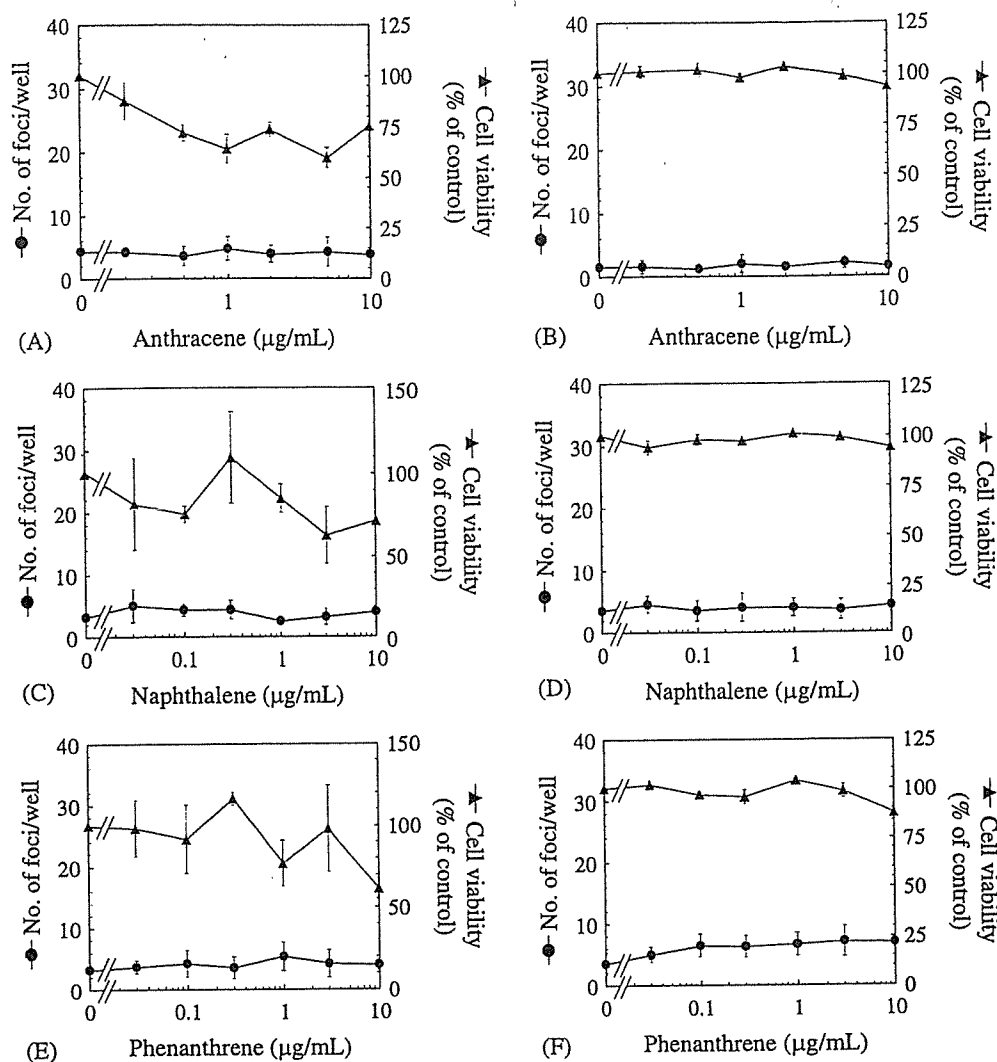 40
30
20
10
0
125
100
75
50
25
0
0
1
10
● No. of foci/well
▲ Cell viability
(% of control)
(A)
Anthracene (μg/mL)
40
30
20
10
0
125
100
75
50
25
0
0
1
10
● No. of foci/well
▲ Cell viability
(% of control)
(B)
Anthracene (μg/mL)
40
30
20
10
0
150
100
50
0
0
0.1
1
10
● No. of foci/well
▲ Cell viability
(% of control)
(C)
Naphthalene (μg/mL)
40
30
20
10
0
125
100
75
50
25
0
0
0.1
1
10
● No. of foci/well
▲ Cell viability
(% of control)
(D)
Naphthalene (μg/mL)
40
30
20
10
0
150
100
50
0
0
0.1
1
10
● No. of foci/well
▲ Cell viability
(% of control)
(E)
Phenanthrene (μg/mL)
40
30
20
10
0
125
100
75
50
25
0
0
0.1
1
10
● No. of foci/well
▲ Cell viability
(% of control)
(F)
Phenanthrene (μg/mL)